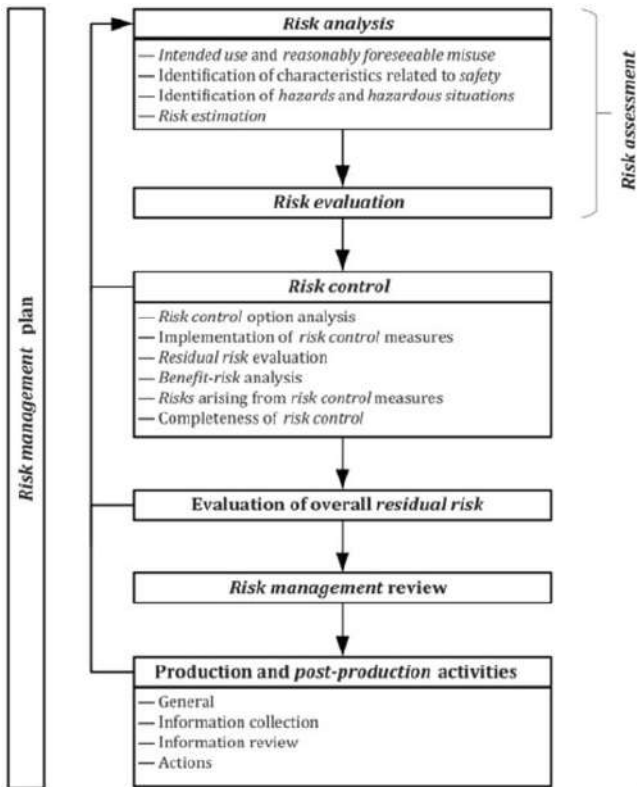 Risk analysis
— Intended use and reasonably foreseeable misuse
— Identification of characteristics related to safety
— Identification of hazards and hazardous situations
— Risk estimation
Risk assessment
Risk evaluation
Risk management plan
Risk control
— Risk control option analysis
— Implementation of risk control measures
— Residual risk evaluation
— Benefit-risk analysis
— Risks arising from risk control measures
— Completeness of risk control
Evaluation of overall residual risk
Risk management review
Production and post-production activities
— General
— Information collection
— Information review
— Actions